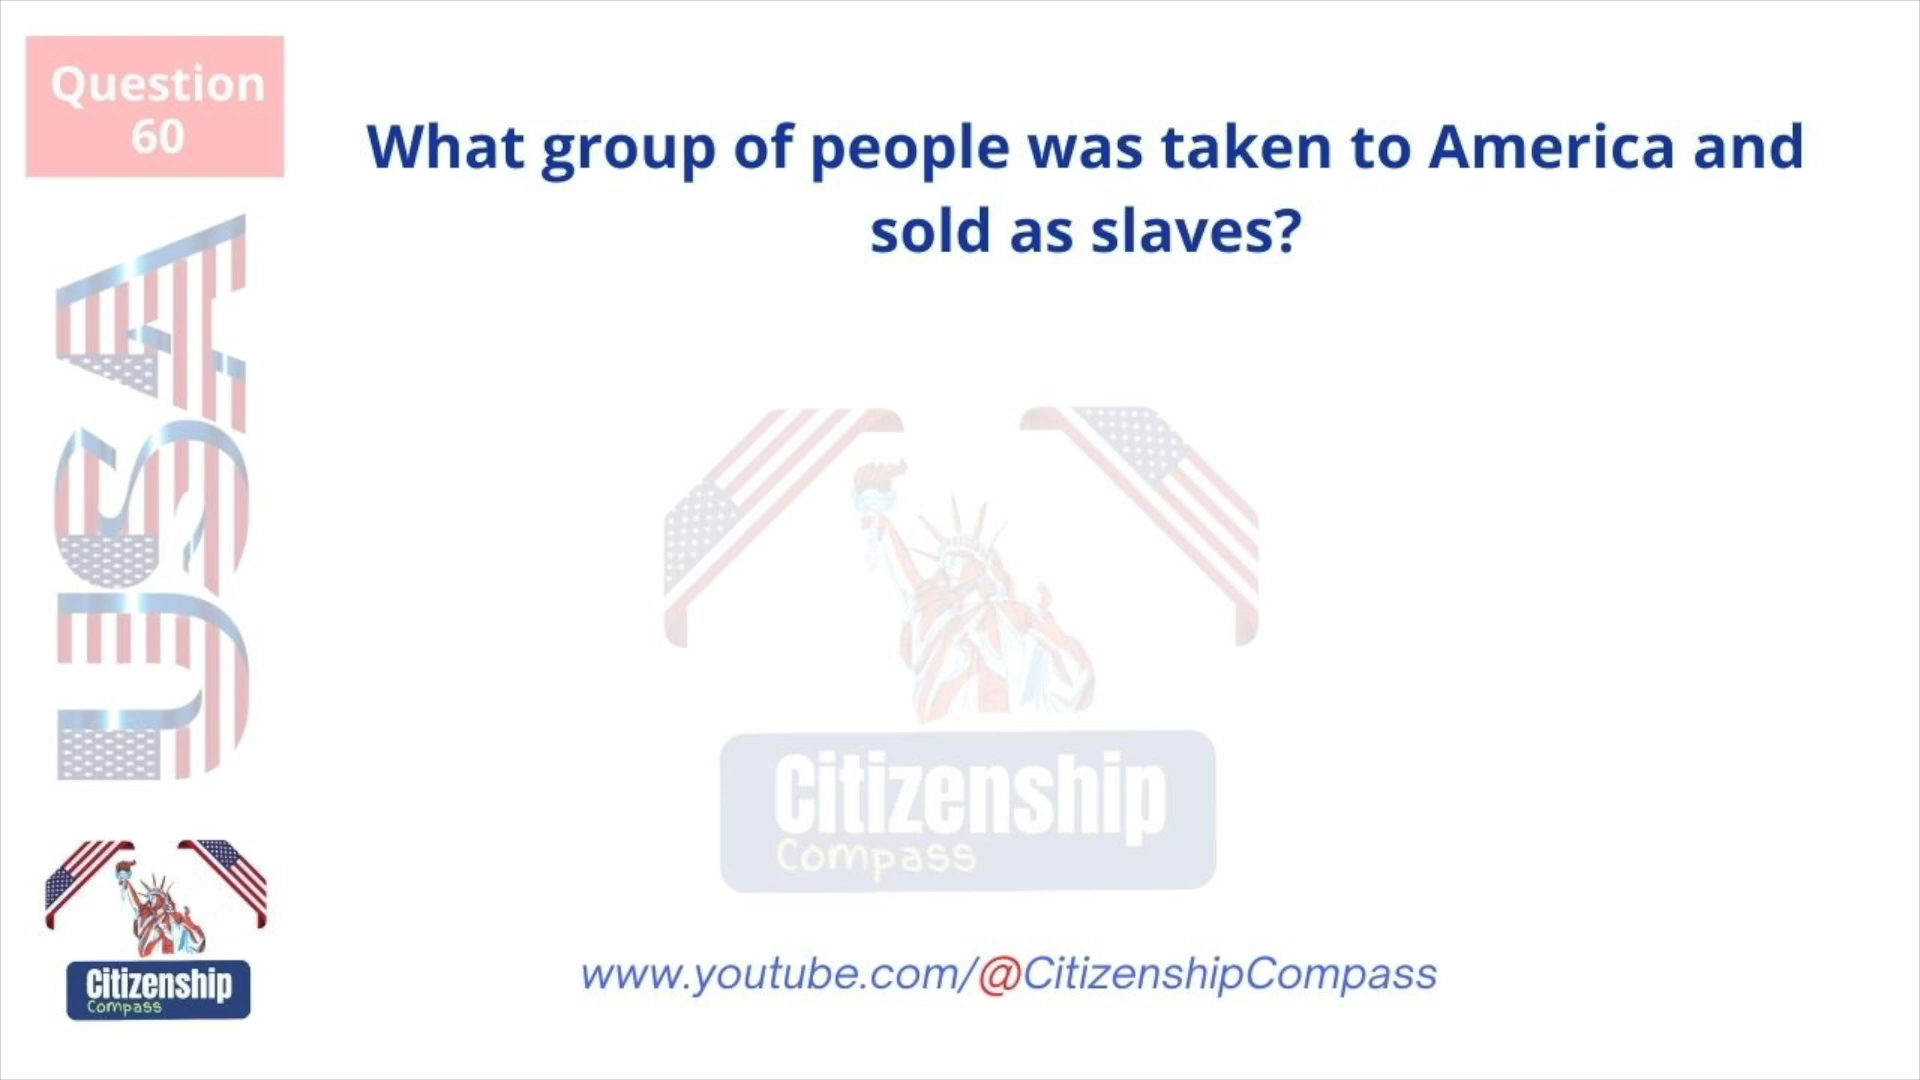 Question
60
What group of people was taken to America and
sold as slaves?
USA
Citizenship
Compass
Citizenship
Compass
www.youtube.com/@CitizenshipCompass